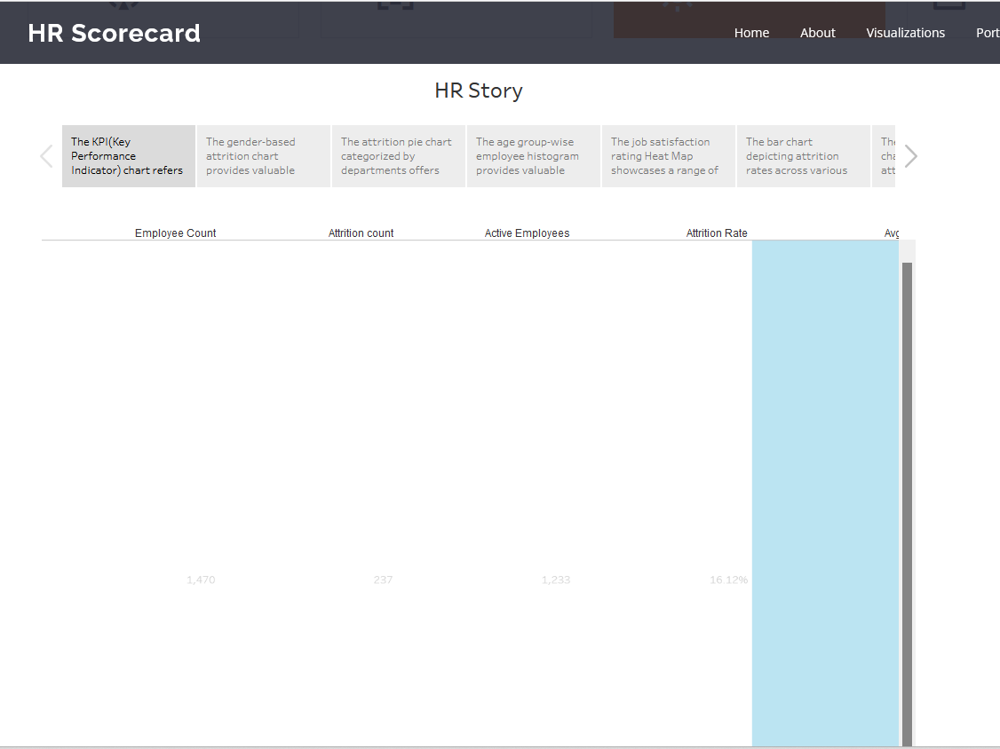 HR Scorecard
Home About Visualizations Port
HR Story
The KPI(Key
Performance
Indicator) chart refers
The gender-based
attrition chart
provides valuable
The attrition pie chart
categorized by
departments offers
The age group-wise
employee histogram
provides valuable
The job satisfaction
rating Heat Map
showcases a range of
The bar chart
depicting attrition
rates across various
The
cha
att
Employee Count Attrition count Active Employees Attrition Rate Avg
1,470 237 1,233 16.12%